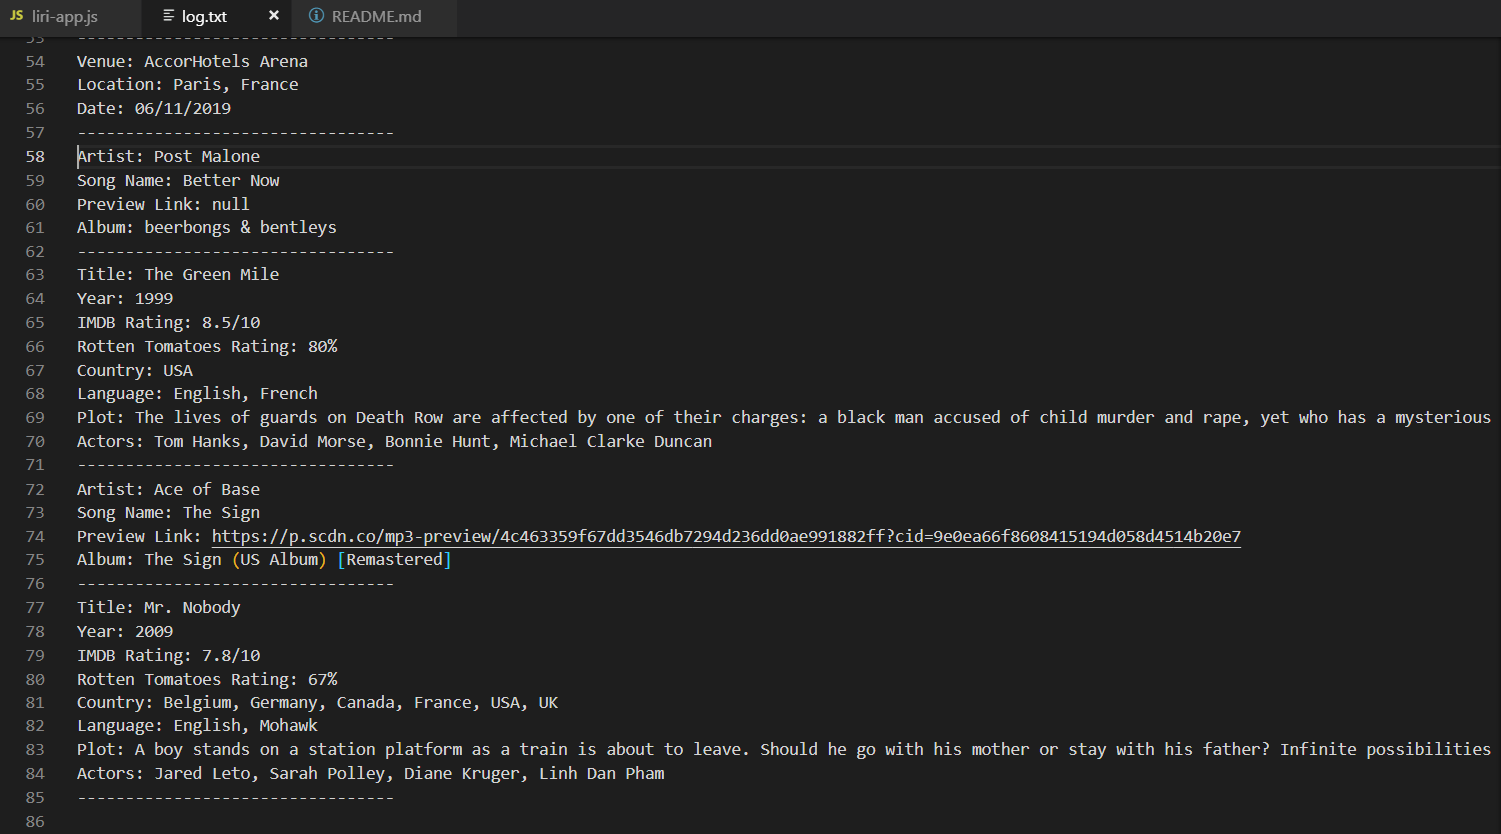 JS liri-app.js log.txt × README.md
53 ---------------------------------
54 Venue: AccorHotels Arena
55 Location: Paris, France
56 Date: 06/11/2019
57 ---------------------------------
58 Artist: Post Malone
59 Song Name: Better Now
60 Preview Link: null
61 Album: beerbongs & bentleys
62 ---------------------------------
63 Title: The Green Mile
64 Year: 1999
65 IMDB Rating: 8.5/10
66 Rotten Tomatoes Rating: 80%
67 Country: USA
68 Language: English, French
69 Plot: The lives of guards on Death Row are affected by one of their charges: a black man accused of child murder and rape, yet who has a mysterious
70 Actors: Tom Hanks, David Morse, Bonnie Hunt, Michael Clarke Duncan
71 ---------------------------------
72 Artist: Ace of Base
73 Song Name: The Sign
74 Preview Link: https://p.scdn.co/mp3-preview/4c463359f67dd3546db7294d236dd0ae991882ff?cid=9e0ea66f8608415194d058d4514b20e7
75 Album: The Sign (US Album) [Remastered]
76 ---------------------------------
77 Title: Mr. Nobody
78 Year: 2009
79 IMDB Rating: 7.8/10
80 Rotten Tomatoes Rating: 67%
81 Country: Belgium, Germany, Canada, France, USA, UK
82 Language: English, Mohawk
83 Plot: A boy stands on a station platform as a train is about to leave. Should he go with his mother or stay with his father? Infinite possibilities
84 Actors: Jared Leto, Sarah Polley, Diane Kruger, Linh Dan Pham
85 ---------------------------------
86